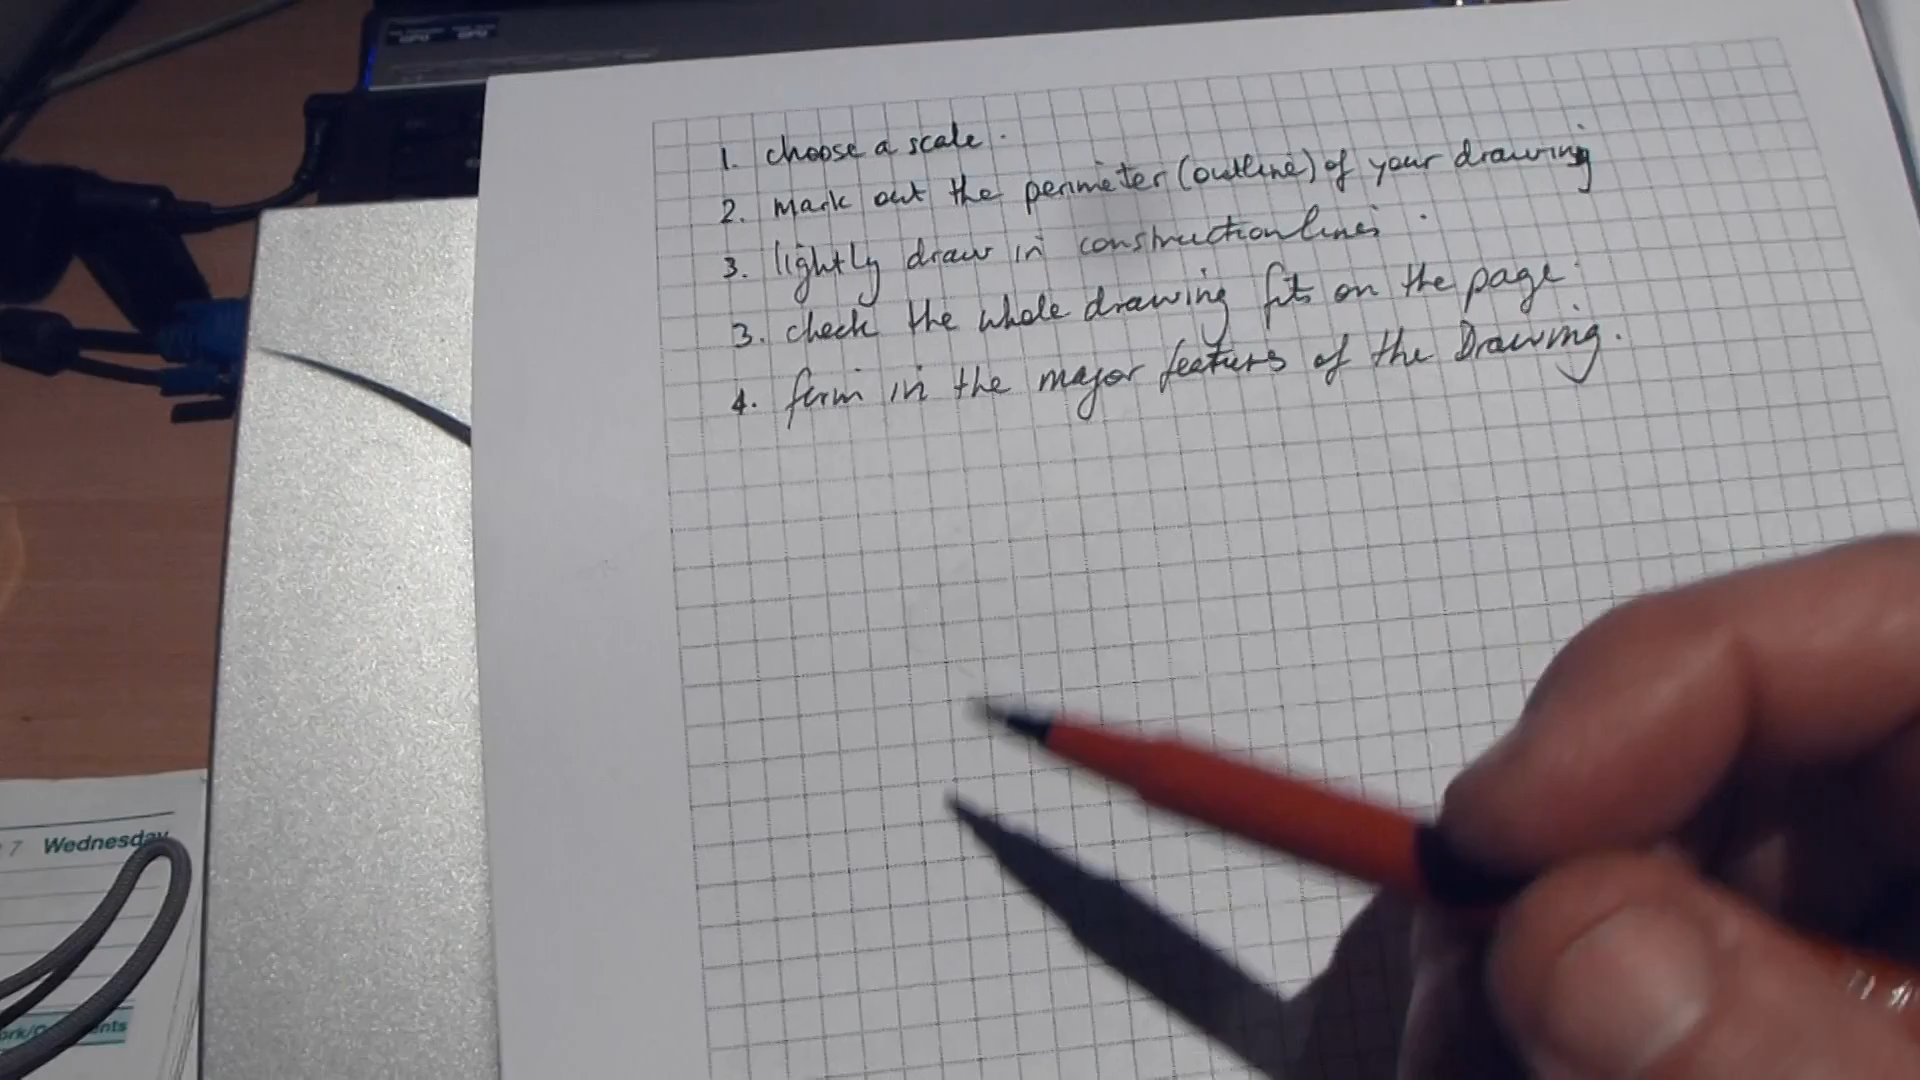 1. choose a scale.
2. mark out the perimeter (outline) of your drawing
3. lightly draw in construction lines.
3. check the whole drawing fits on the page.
4. firm in the major features of the Drawing.
7 Wednesday